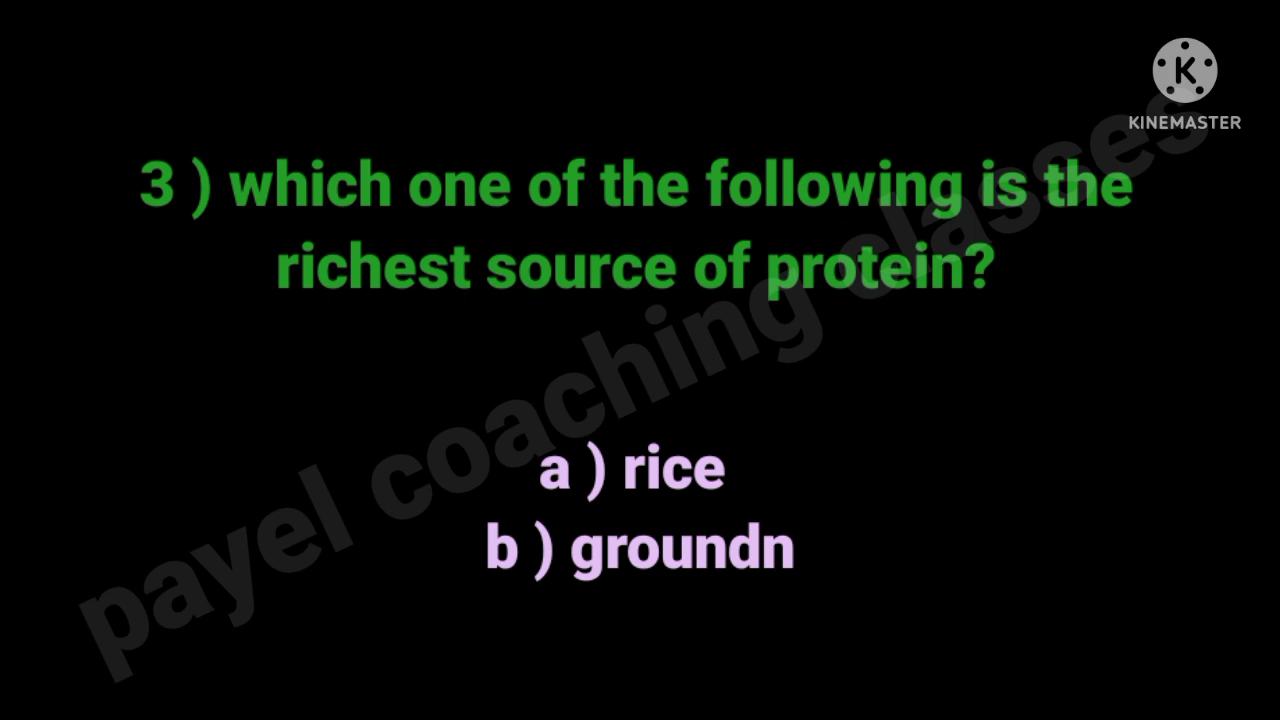 KINEMASTER
3 ) which one of the following is the
richest source of protein?
a ) rice
b ) groundn
payel coaching classes